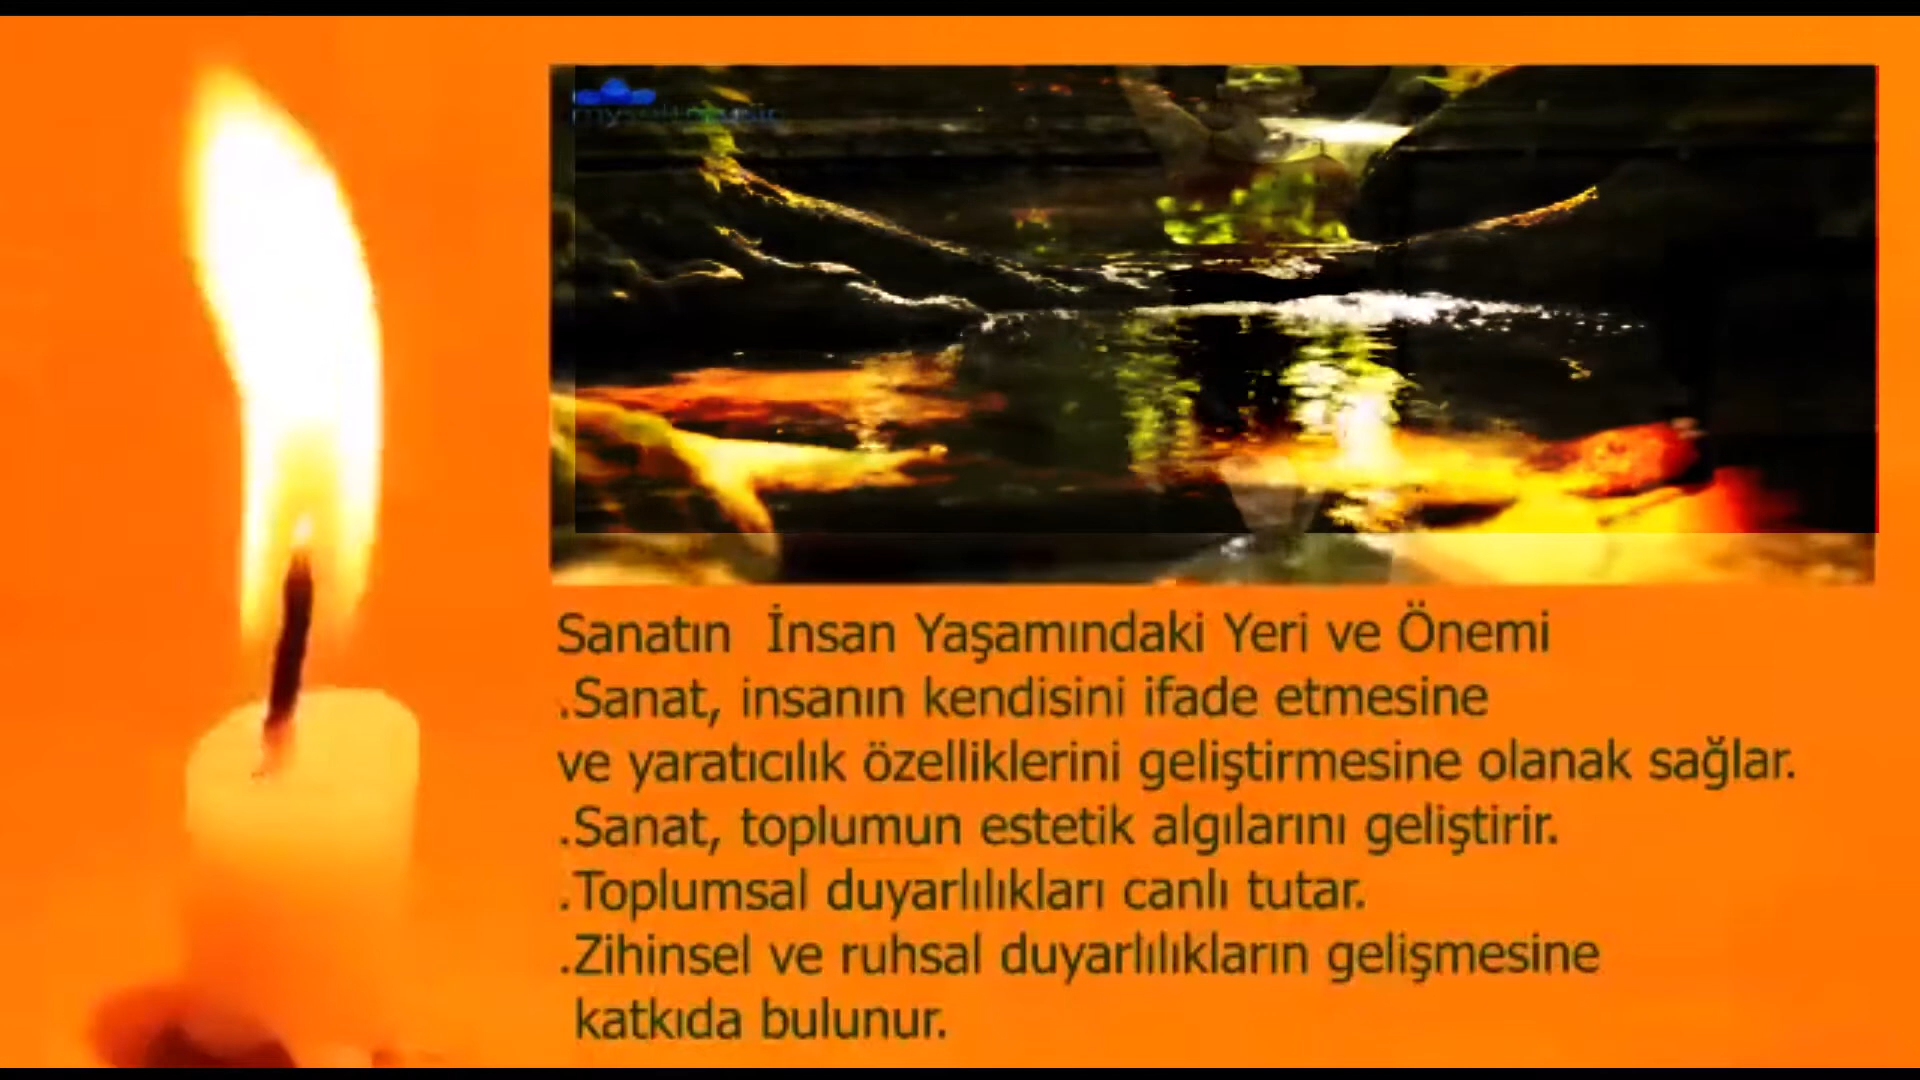 Sanatın İnsan Yaşamındaki Yeri ve Önemi
.Sanat, insanın kendisini ifade etmesine
ve yaratıcılık özelliklerini geliştirmesine olanak sağlar.
.Sanat, toplumun estetik algılarını geliştirir.
.Toplumsal duyarlılıkları canlı tutar.
.Zihinsel ve ruhsal duyarlılıkların gelişmesine
katkıda bulunur.